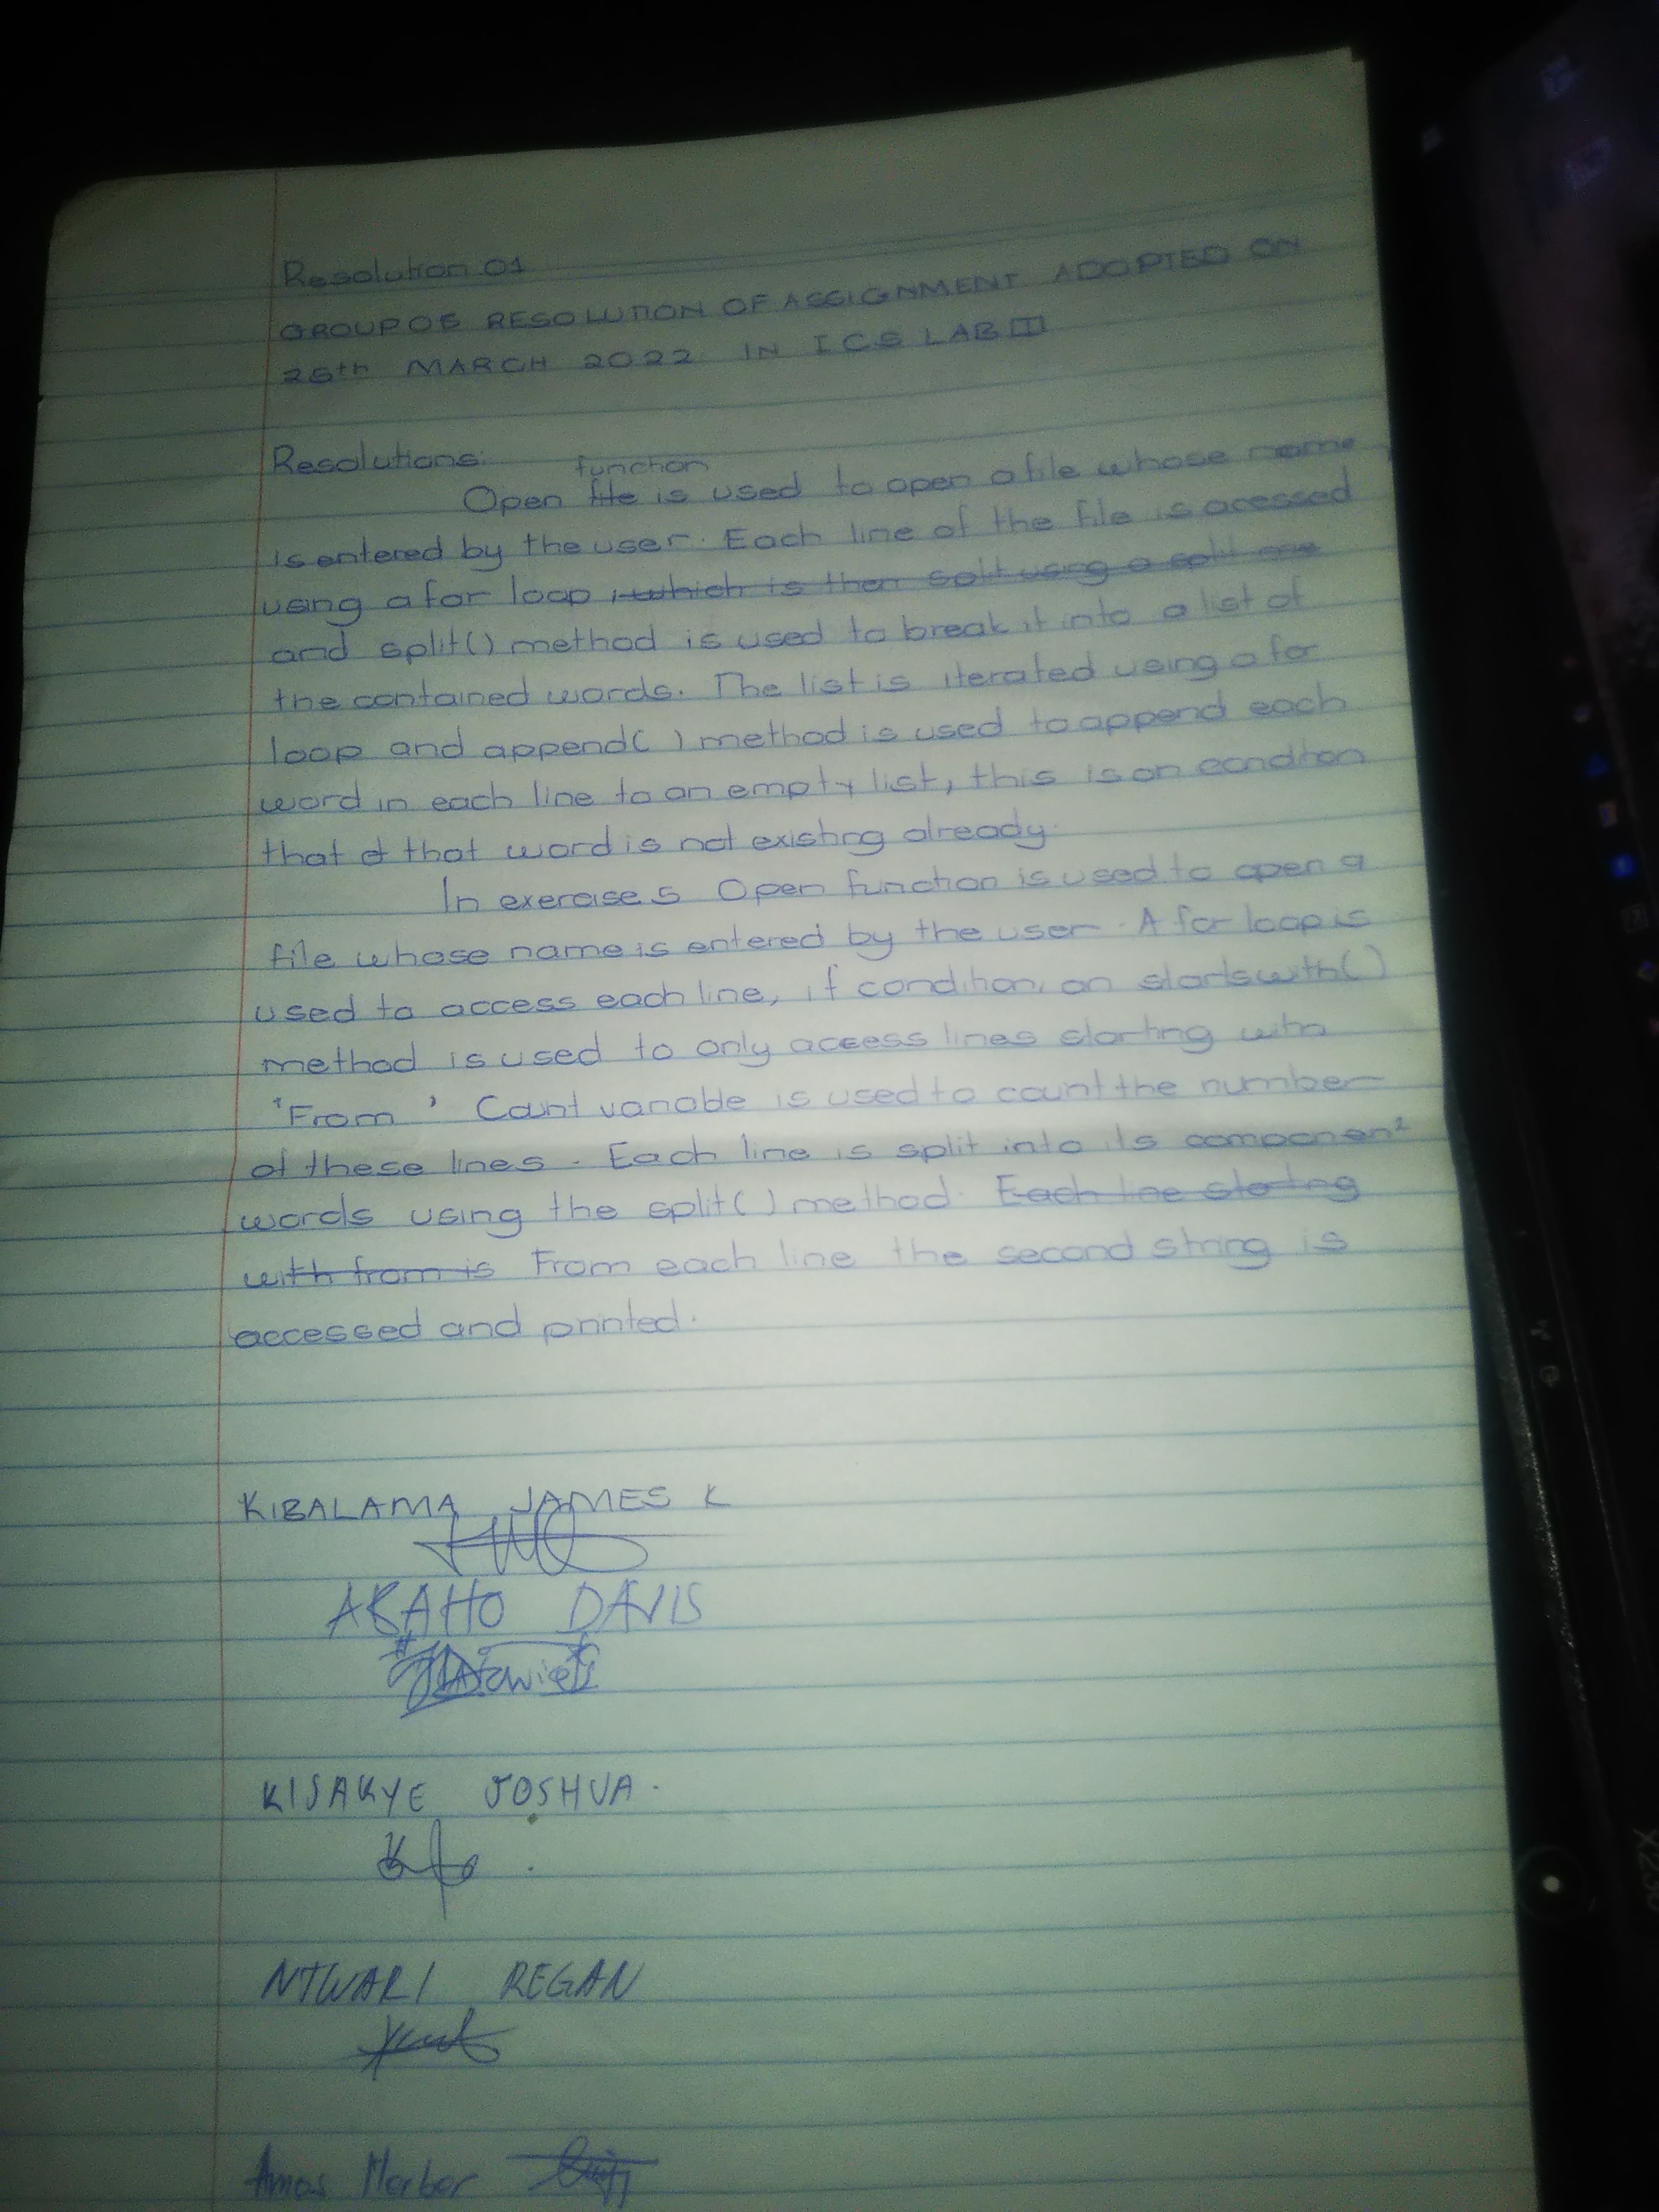 Resolution 01
GROUP 05 RESOLUTION OF ASSIGNMENT ADOPTED ON
25th MARCH 2022 IN ICS LAB III
Resolutions:
function
Open file is used to open a file whose name
is entered by the user. Each line of the file is acessed
using a for loop, which is then split using a split
and split() method is used to break it into a list of
the contained words. The list is iterated using a for
loop and append( ) method is used to append each
word in each line to an empty list, this is on condition
that that word is not existing already.
In exercise 5 Open function is used to open a
file whose name is entered by the user. A for loop is
used to access each line, if condition, on startswith()
method is used to only access lines starting with
'From ' Count variable is used to count the number
of these lines. Each line is split into its component
words using the split() method. Each line starting
with from is From each line the second string is
accessed and printed.
KIBALAMA JAMES K
AKAHO DAVIS
KISAKYE JOSHUA.
NTWARI REGAN
Amos